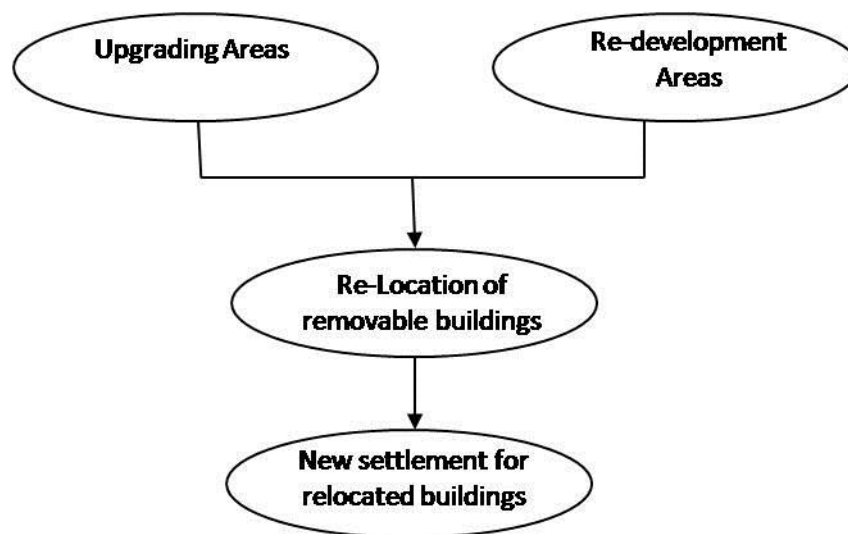 Upgrading Areas
Re-development
Areas
Re-Location of
removable buildings
New settlement for
relocated buildings